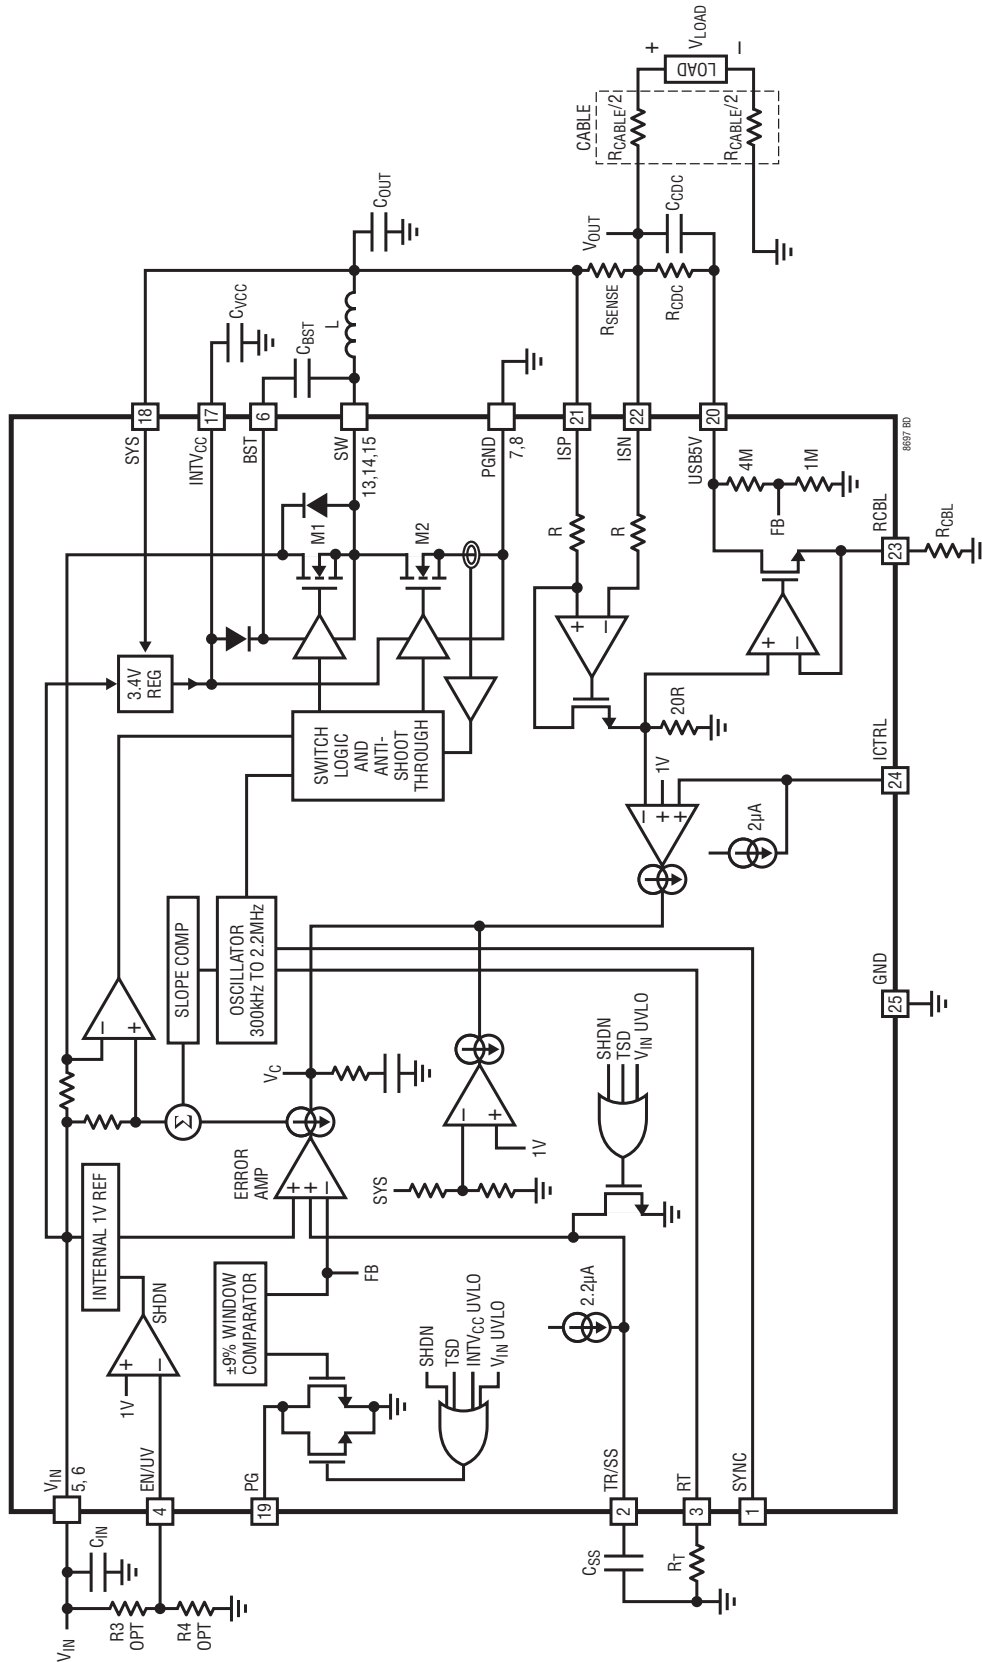 VIN
R3
OPT
R4
OPT
CIN
VIN
5, 6
EN/UV
4
1V
+
–
SHDN
INTERNAL 1V REF
PG
19
±9% WINDOW
COMPARATOR
FB
SHDN
TSD
INTVCC UVLO
VIN UVLO
ERROR
AMP
+
+
–
VC
Σ
SLOPE COMP
OSCILLATOR
300kHz TO 2.2MHz
–
+
SYS
–
+
1V
SHDN
TSD
VIN UVLO
2.2µA
TR/SS
2
CSS
RT
3
RT
SYNC
1
GND
25
3.4V
REG
SWITCH
LOGIC
AND
ANTI-
SHOOT
THROUGH
M1
M2
SYS
18
INTVCC
17
CVCC
BST
6
CBST
SW
13,14,15
L
COUT
PGND
7,8
ISP
21
R
ISN
22
R
+
–
20R
–
+
+
1V
2µA
ICTRL
24
USB5V
20
4M
FB
1M
+
–
RCBL
23
RCBL
RSENSE
RCDC
VOUT
CCDC
CABLE
RCABLE/2
RCABLE/2
LOAD
+
VLOAD
–
8697 BD